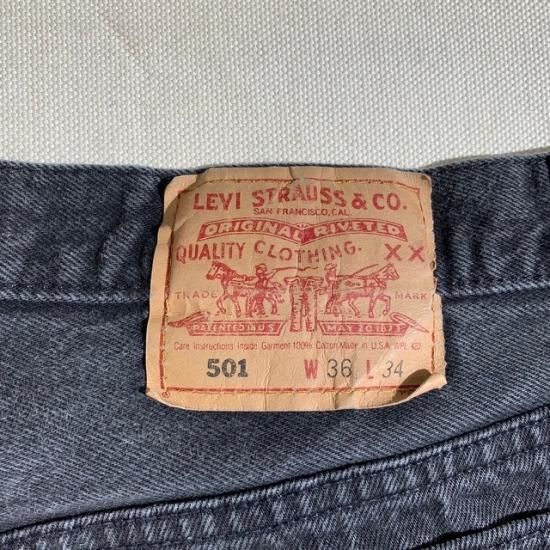 LEVI STRAUSS & CO.
SAN FRANCISCO, CAL.
ORIGINAL RIVETED
QUALITY CLOTHING. XX
TRADE MARK
PATENTED IN U.S. MAY 20 1873
Care Instructions Inside Garment 100% Cotton Made in U.S.A.
501 W 36 L 34